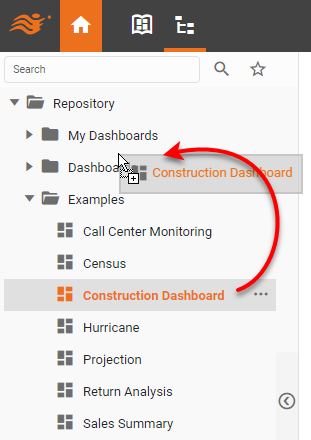 Search
Repository
My Dashboards
Dashboa
Construction Dashboard
Examples
Call Center Monitoring
Census
Construction Dashboard
Hurricane
Projection
Return Analysis
Sales Summary